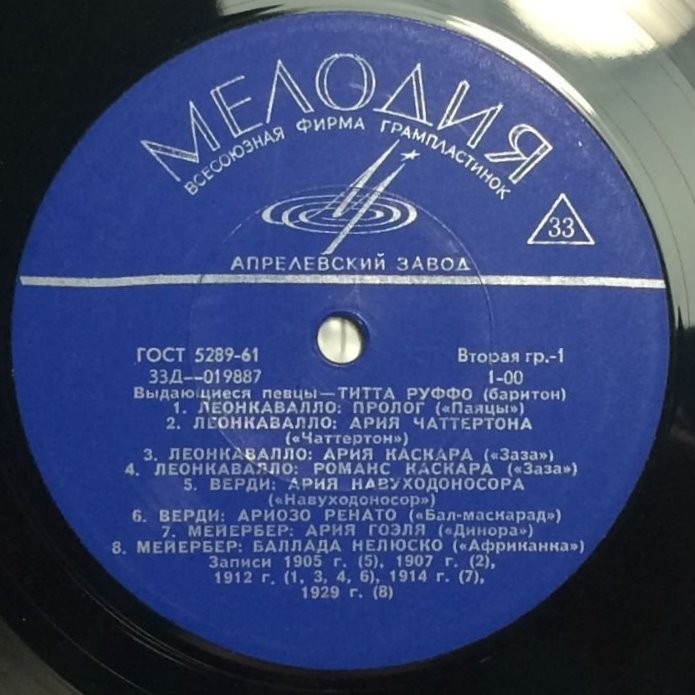 МЕЛОДИЯ
ВСЕСОЮЗНАЯ ФИРМА ГРАМПЛАСТИНОК
33
АПРЕЛЕВСКИЙ ЗАВОД
ГОСТ 5289-61 Вторая гр.-1
33Д—019887 1-00
Выдающиеся певцы—ТИТТА РУФФО (баритон)
1. ЛЕОНКАВАЛЛО: ПРОЛОГ («Паяцы»)
2. ЛЕОНКАВАЛЛО: АРИЯ ЧАТТЕРТОНА
(«Чаттертон»)
3. ЛЕОНКАВАЛЛО: АРИЯ КАСКАРА («Заза»)
4. ЛЕОНКАВАЛЛО: РОМАНС КАСКАРА («Заза»)
5. ВЕРДИ: АРИЯ НАВУХОДОНОСОРА
(«Навуходоносор»)
6. ВЕРДИ: АРИОЗО РЕНАТО («Бал-маскарад»)
7. МЕЙЕРБЕР: АРИЯ ГОЭЛЯ («Динора»)
8. МЕЙЕРБЕР: БАЛЛАДА НЕЛЮСКО («Африканка»)
Записи 1905 г. (5), 1907 г. (2),
1912 г. (1, 3, 4, 6), 1914 г. (7),
1929 г. (8)